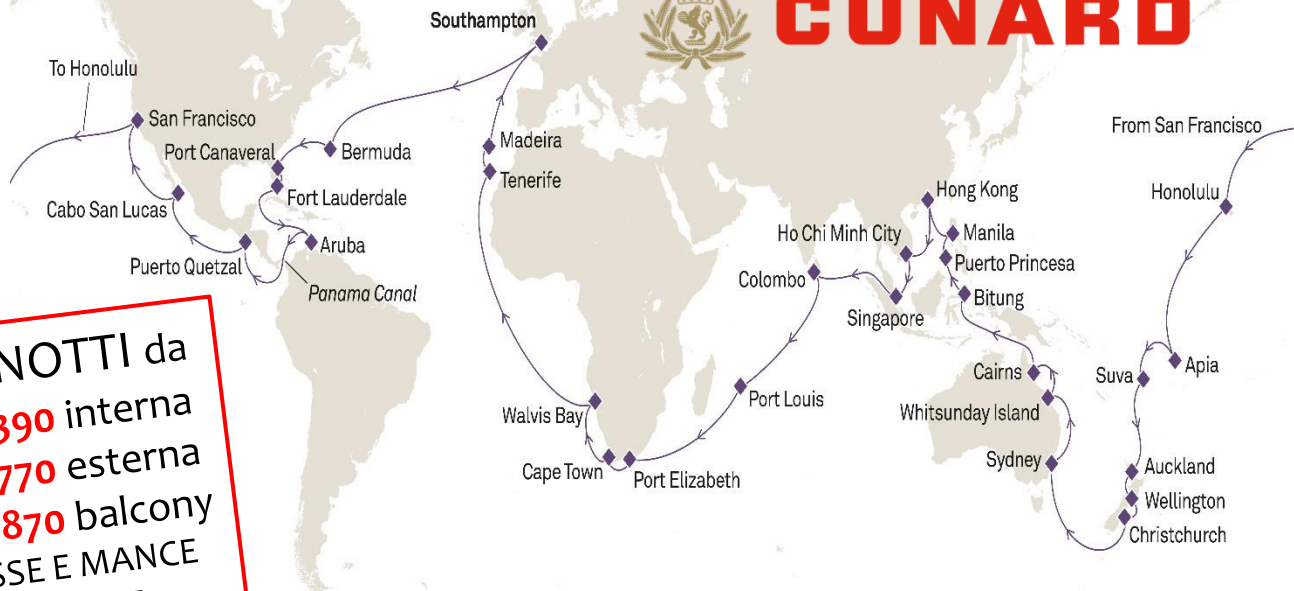 CUNARD
Southampton
To Honolulu
San Francisco
Port Canaveral
Bermuda
Fort Lauderdale
Cabo San Lucas
Aruba
Puerto Quetzal
Panama Canal
Madeira
Tenerife
Walvis Bay
Cape Town
Port Elizabeth
Port Louis
Colombo
Singapore
Ho Chi Minh City
Hong Kong
Manila
Puerto Princesa
Bitung
Cairns
Whitsunday Island
Sydney
From San Francisco
Honolulu
Apia
Suva
Auckland
Wellington
Christchurch
NOTTI da
390 interna
770 esterna
870 balcony
SSE E MANCE